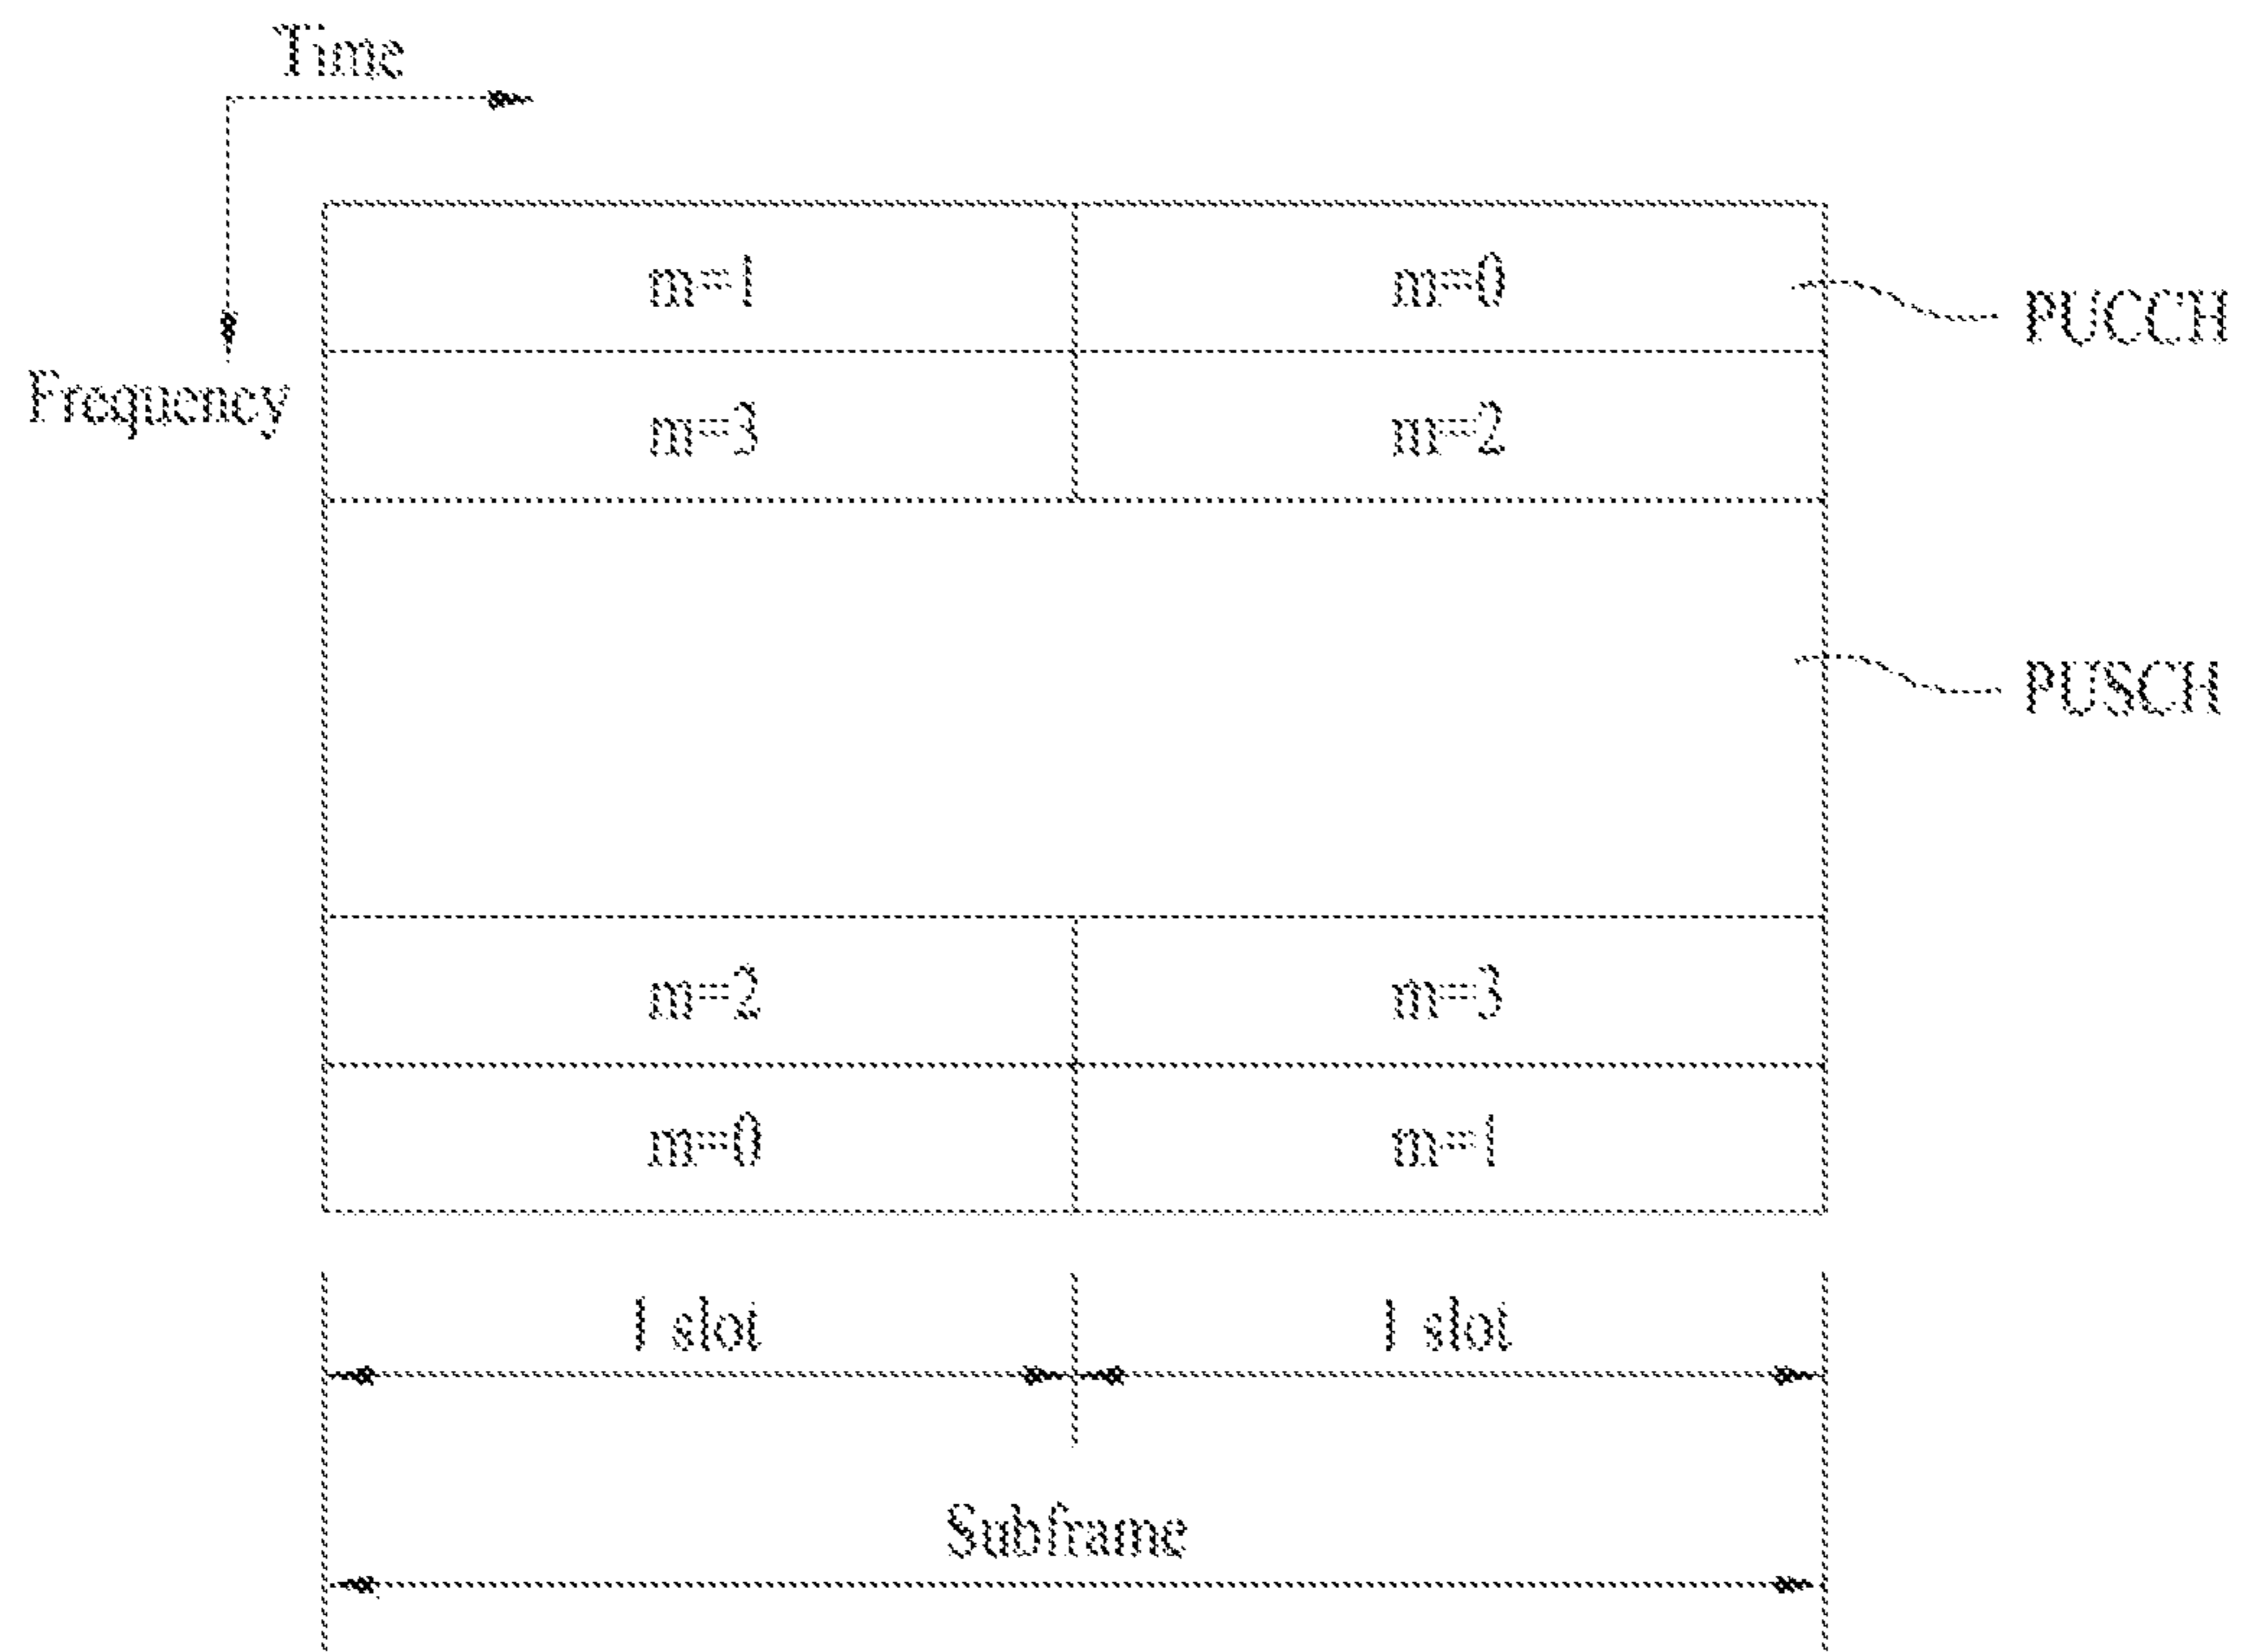 Time
Frequency
m=1
m=0
PUCCH
m=3
m=2
PUSCH
m=2
m=3
m=0
m=1
1 slot
1 slot
Subframe